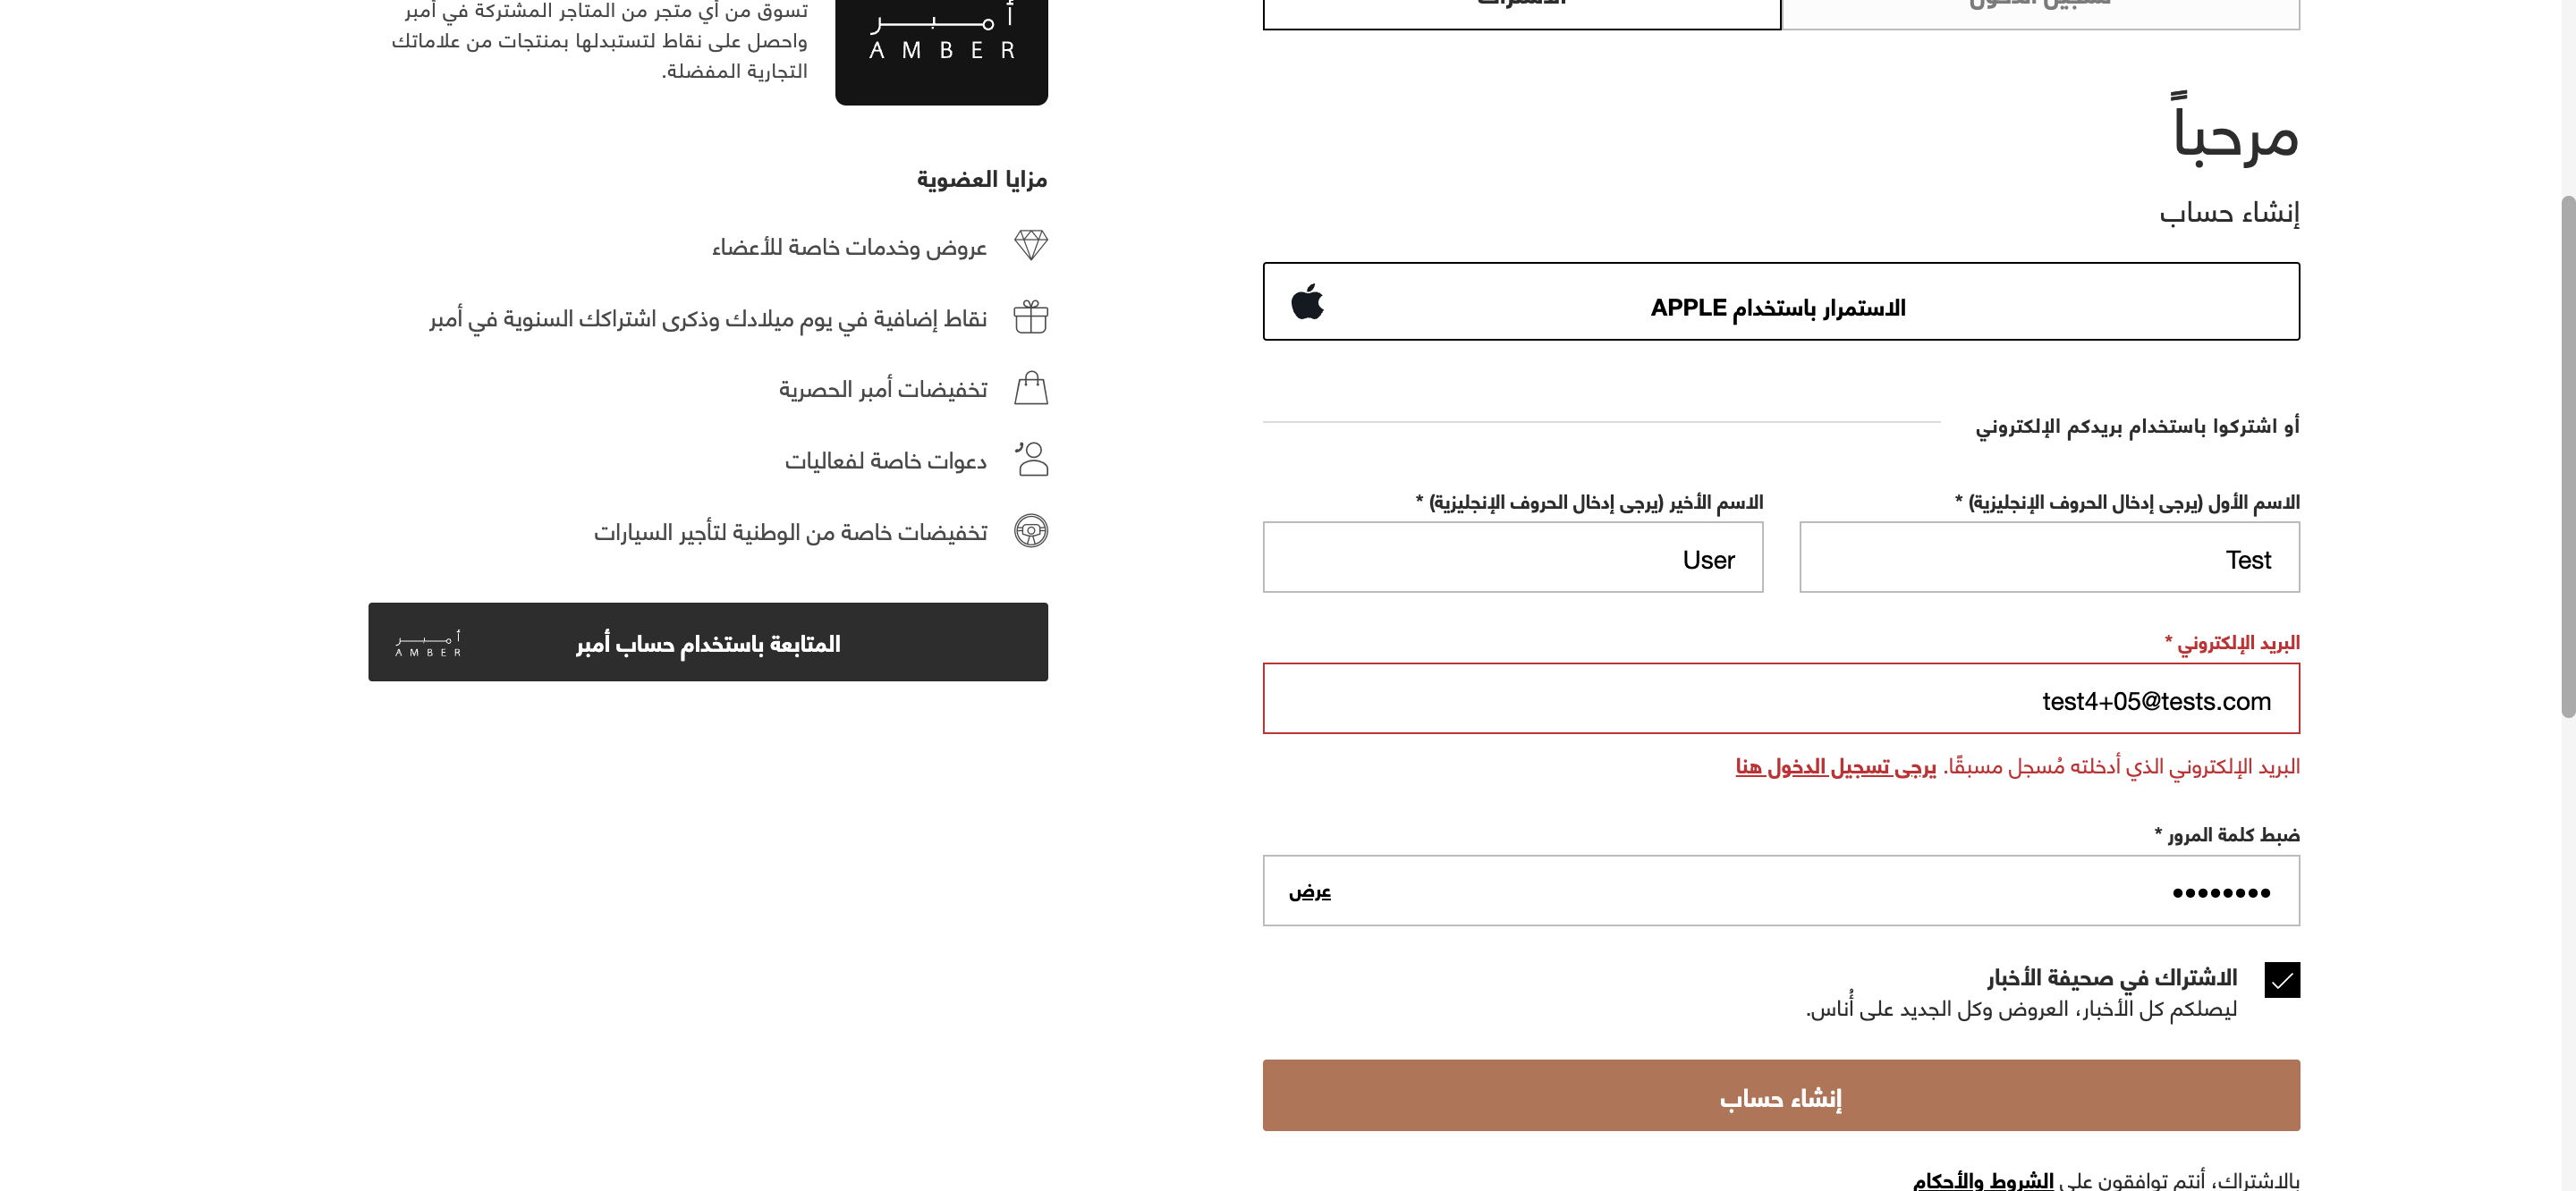 تسجيل الدخول
الاشتراك
مرحباً
إنشاء حساب
الاستمرار باستخدام APPLE
أو اشتركوا باستخدام بريدكم الإلكتروني
الاسم الأول (يرجى إدخال الحروف الإنجليزية) *
Test
الاسم الأخير (يرجى إدخال الحروف الإنجليزية) *
User
البريد الإلكتروني *
test4+05@tests.com
البريد الإلكتروني الذي أدخلته مُسجل مسبقًا. يرجى تسجيل الدخول هنا
ضبط كلمة المرور *
••••••••
عرض
الاشتراك في صحيفة الأخبار
ليصلكم كل الأخبار، العروض وكل الجديد على أُناس.
إنشاء حساب
بالاشتراك، أنتم توافقون على الشروط والأحكام
أمبر
AMBER
تسوق من أي متجر من المتاجر المشتركة في أمبر
واحصل على نقاط لتستبدلها بمنتجات من علاماتك
التجارية المفضلة.
مزايا العضوية
عروض وخدمات خاصة للأعضاء
نقاط إضافية في يوم ميلادك وذكرى اشتراكك السنوية في أمبر
تخفيضات أمبر الحصرية
دعوات خاصة لفعاليات
تخفيضات خاصة من الوطنية لتأجير السيارات
المتابعة باستخدام حساب أمبر
أمبر
AMBER